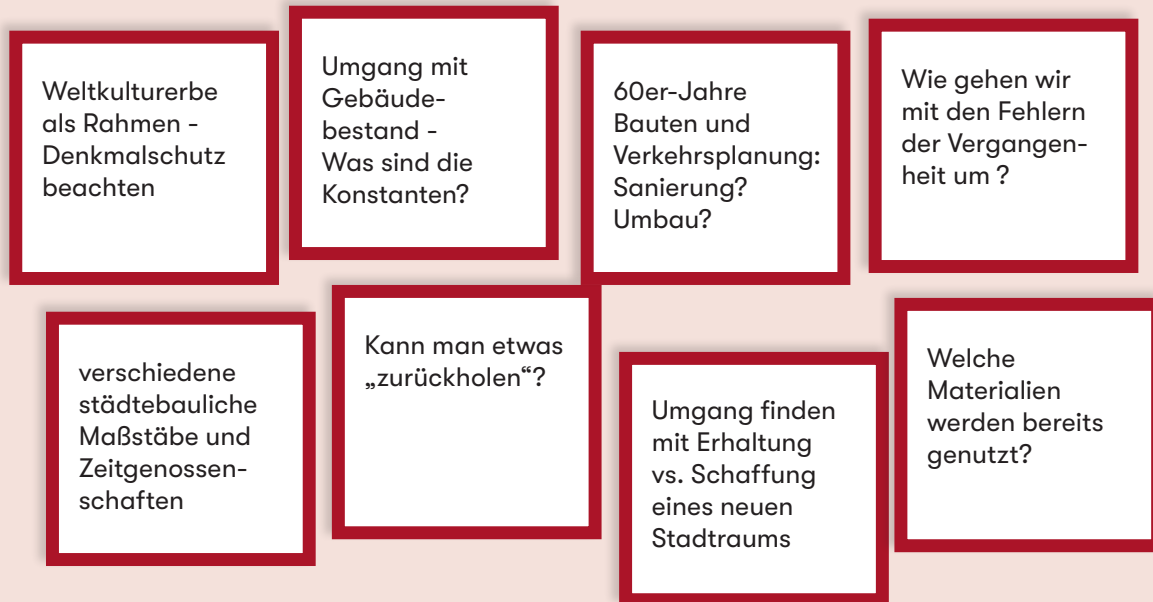 Weltkulturerbe
als Rahmen -
Denkmalschutz
beachten
Umgang mit
Gebäude-
bestand -
Was sind die
Konstanten?
60er-Jahre
Bauten und
Verkehrsplanung:
Sanierung?
Umbau?
Wie gehen wir
mit den Fehlern
der Vergangen-
heit um ?
verschiedene
städtebauliche
Maßstäbe und
Zeitgenossen-
schaften
Kann man etwas
„zurückholen“?
Umgang finden
mit Erhaltung
vs. Schaffung
eines neuen
Stadtraums
Welche
Materialien
werden bereits
genutzt?